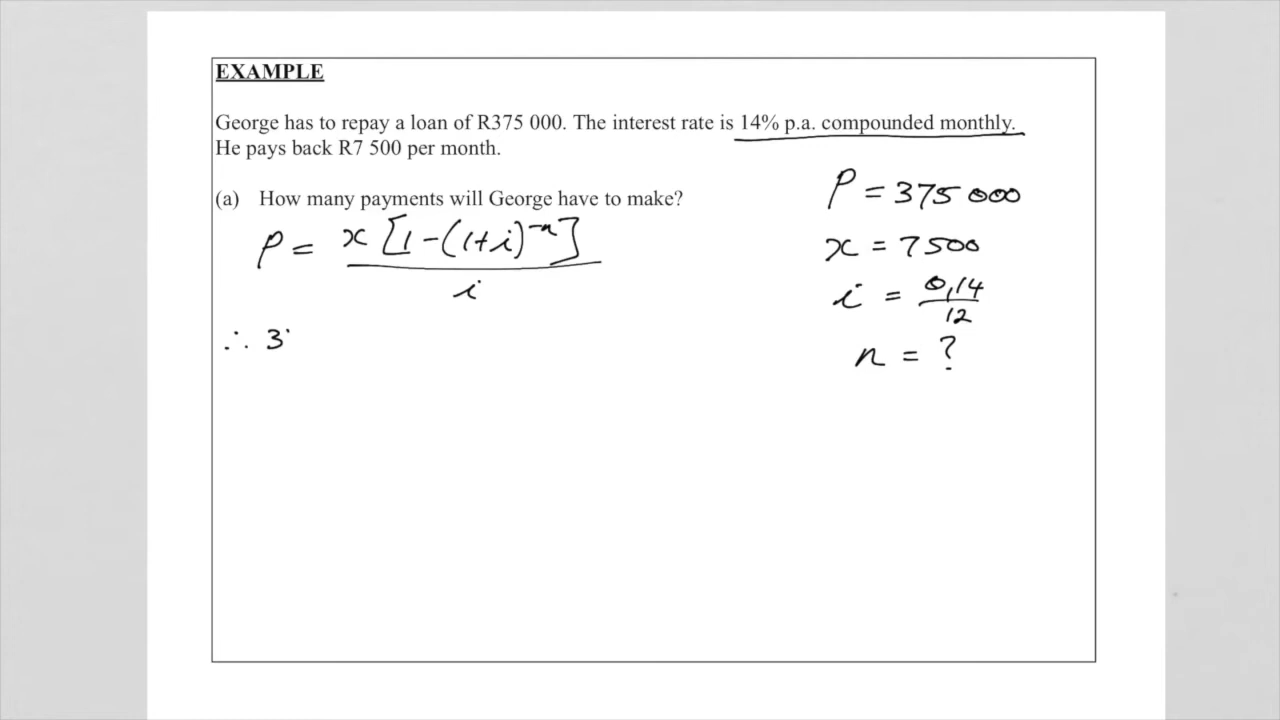 EXAMPLE
George has to repay a loan of R375 000. The interest rate is 14% p.a. compounded monthly.
He pays back R7 500 per month.
(a) How many payments will George have to make?
P = x[1-(1+i)⁻ⁿ] / i
∴ 3
P = 375 000
x = 7500
i = 0,14 / 12
n = ?